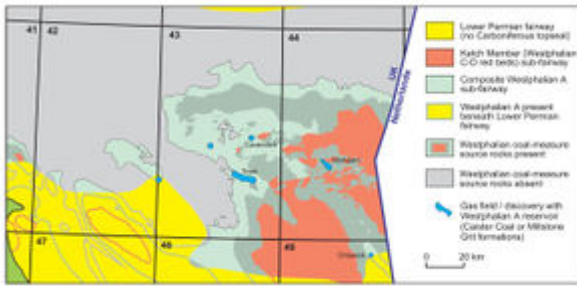 41
42
43
44
47
48
49
UK
Netherlands
Cavendish
Trent
Lower Permian fairway
(no Carboniferous topseal)
Ketch Member (Westphalian
C-D red beds) sub-fairway
Composite Westphalian A
sub-fairway
Westphalian A present
beneath Lower Permian
fairway
Westphalian coal-measure
source rocks present
Westphalian coal-measure
source rocks absent
Gas field / discovery with
Westphalian A reservoir
(Caister Coal or Millstone
Grit formations)
0 20 km